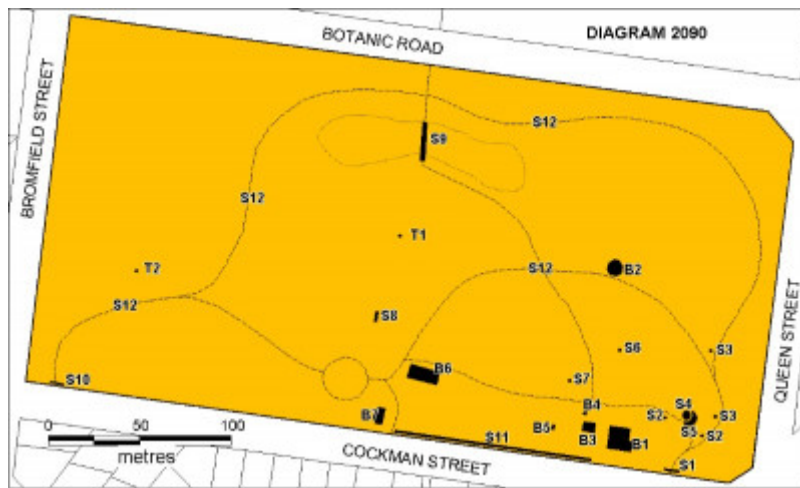 DIAGRAM 2090
BOTANIC ROAD
BROMFIELD STREET
S12
S9
S12
T1
T2
S12
B2
S12
S8
S6
S3
B6
S7
S10
B7
B4
S2
S4
S3
S11
B5
B3
B1
S5
S2
S1
QUEEN STREET
0 50 100
metres
COCKMAN STREET